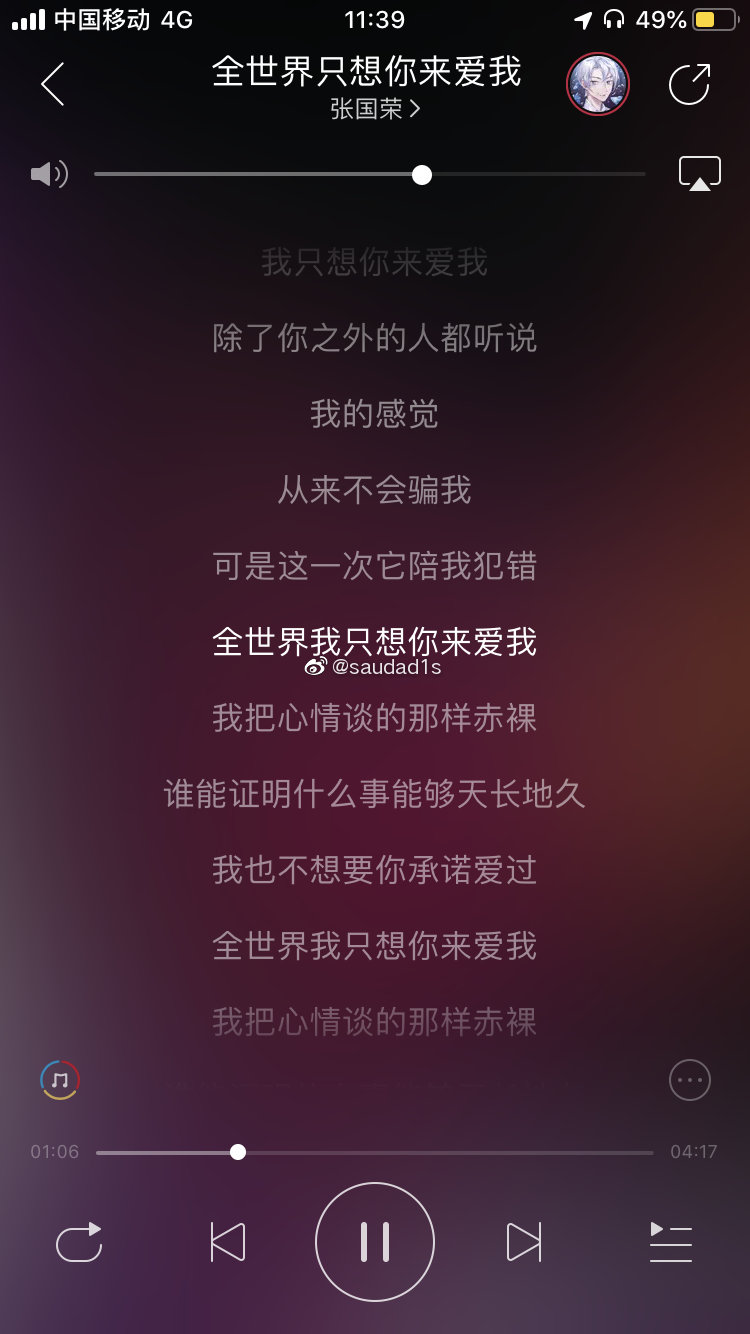 中国移动 4G 11:39 49%
全世界只想你来爱我
张国荣
我只想你来爱我
除了你之外的人都听说
我的感觉
从来不会骗我
可是这一次它陪我犯错
全世界我只想你来爱我
@saudad1s
我把心情谈的那样赤裸
谁能证明什么事能够天长地久
我也不想要你承诺爱过
全世界我只想你来爱我
我把心情谈的那样赤裸
01:06 04:17